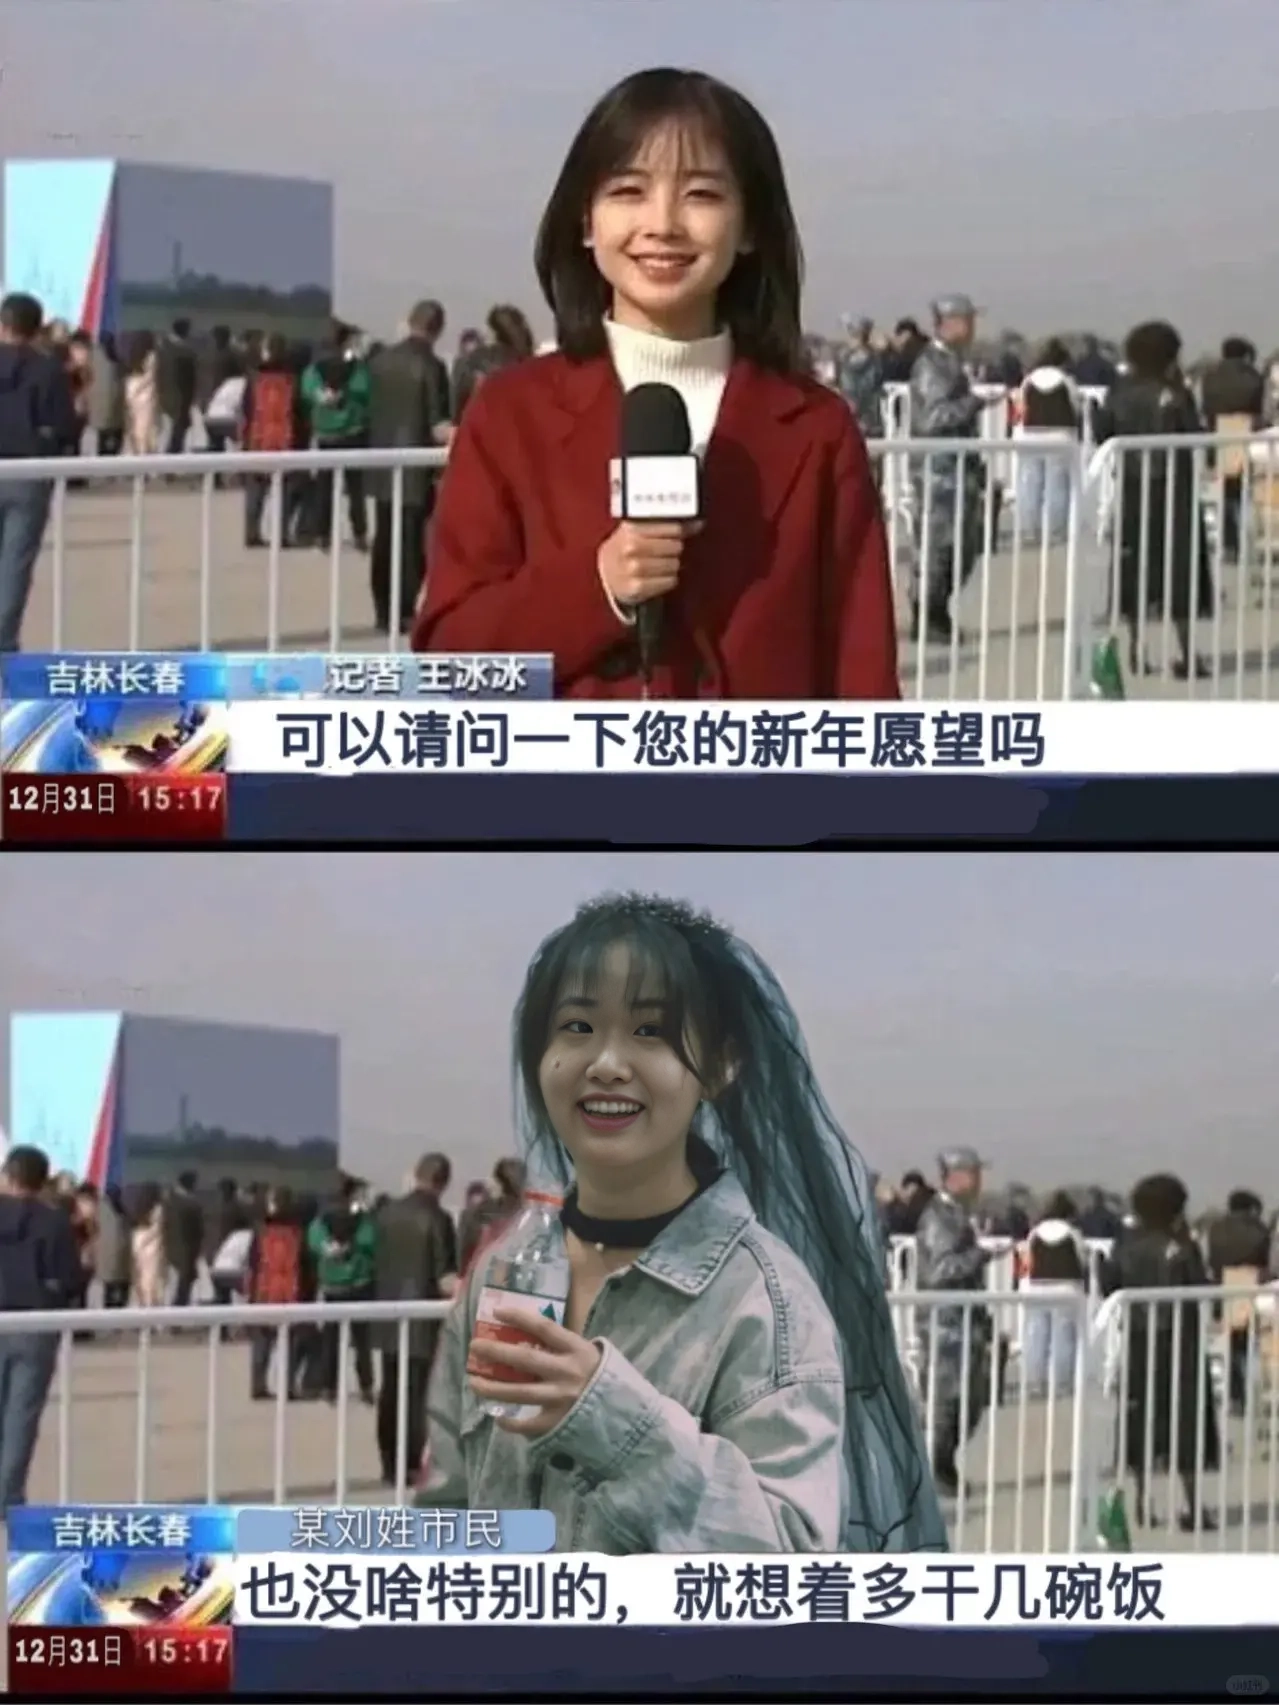 吉林长春
记者 王冰冰
可以请问一下您的新年愿望吗
12月31日 15:17
吉林长春
某刘姓市民
也没啥特别的，就想着多干几碗饭
12月31日 15:17
小红书